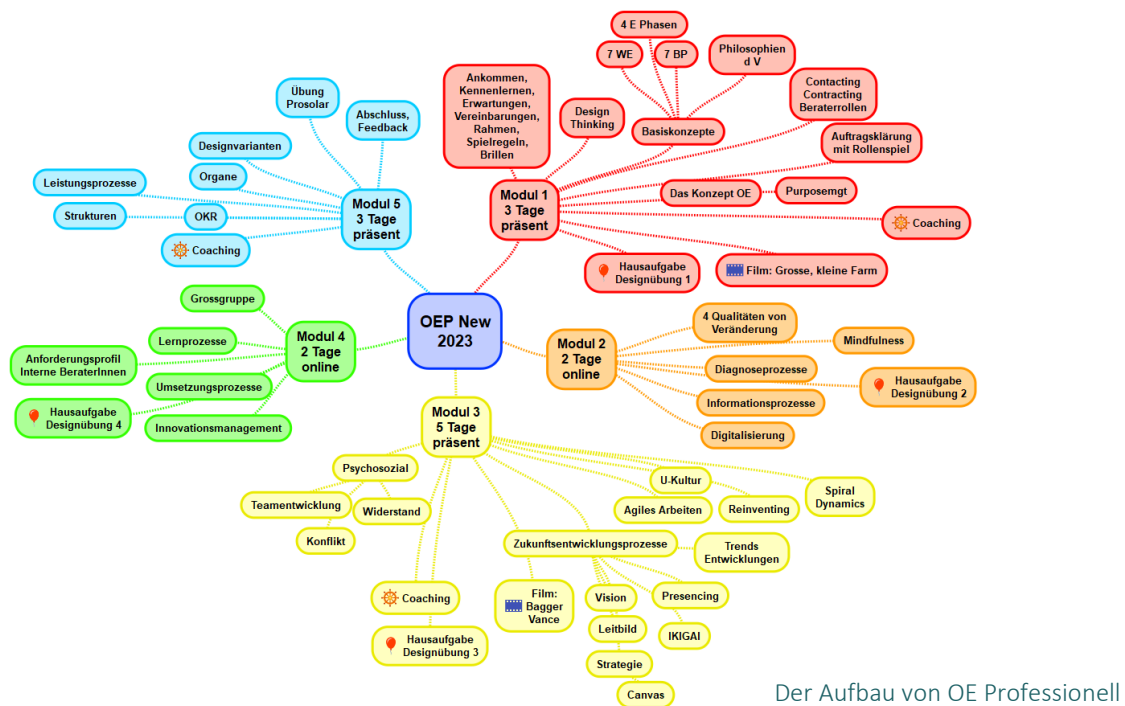 OEP New
2023
Modul 1
3 Tage
präsent
Ankommen,
Kennenlernen,
Erwartungen,
Vereinbarungen,
Rahmen,
Spielregeln,
Brillen
Design
Thinking
Basiskonzepte
4 E Phasen
7 WE
7 BP
Philosophien
d V
Contacting
Contracting
Beraterrollen
Auftragsklärung
mit Rollenspiel
Das Konzept OE
Purposemgt
Coaching
Film: Grosse, kleine Farm
Hausaufgabe
Designübung 1
Modul 2
2 Tage
online
4 Qualitäten von
Veränderung
Mindfulness
Diagnoseprozesse
Hausaufgabe
Designübung 2
Informationsprozesse
Digitalisierung
Modul 3
5 Tage
präsent
Psychosozial
Teamentwicklung
Konflikt
Widerstand
Coaching
Hausaufgabe
Designübung 3
Film:
Bagger
Vance
Zukunftsentwicklungsprozesse
Trends
Entwicklungen
Vision
Leitbild
Strategie
Canvas
Presencing
IKIGAI
U-Kultur
Agiles Arbeiten
Reinventing
Spiral
Dynamics
Modul 4
2 Tage
online
Grossgruppe
Lernprozesse
Anforderungsprofil
Interne BeraterInnen
Umsetzungsprozesse
Hausaufgabe
Designübung 4
Innovationsmanagement
Modul 5
3 Tage
präsent
Übung
Prosolar
Abschluss,
Feedback
Designvarianten
Organe
Leistungsprozesse
Strukturen
OKR
Coaching
Der Aufbau von OE Professionell